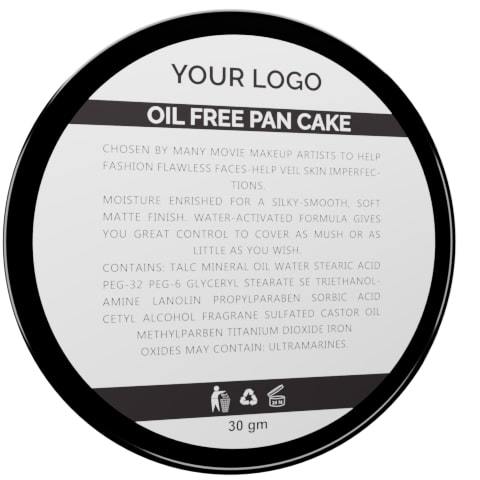 YOUR LOGO
OIL FREE PAN CAKE
CHOSEN BY MANY MOVIE MAKEUP ARTISTS TO HELP
FASHION FLAWLESS FACES-HELP VEIL SKIN IMPERFEC-
TIONS.
MOISTURE ENRISHED FOR A SILKY-SMOOTH, SOFT
MATTE FINISH. WATER-ACTIVATED FORMULA GIVES
YOU GREAT CONTROL TO COVER AS MUSH OR AS
LITTLE AS YOU WISH.
CONTAINS: TALC MINERAL OIL WATER STEARIC ACID
PEG-32 PEG-6 GLYCERYL STEARATE SE TRIETHANOL-
AMINE LANOLIN PROPYLPARABEN SORBIC ACID
CETYL ALCOHOL FRAGRANE SULFATED CASTOR OIL
METHYLPARBEN TITANIUM DIOXIDE IRON
OXIDES MAY CONTAIN: ULTRAMARINES.
30 gm